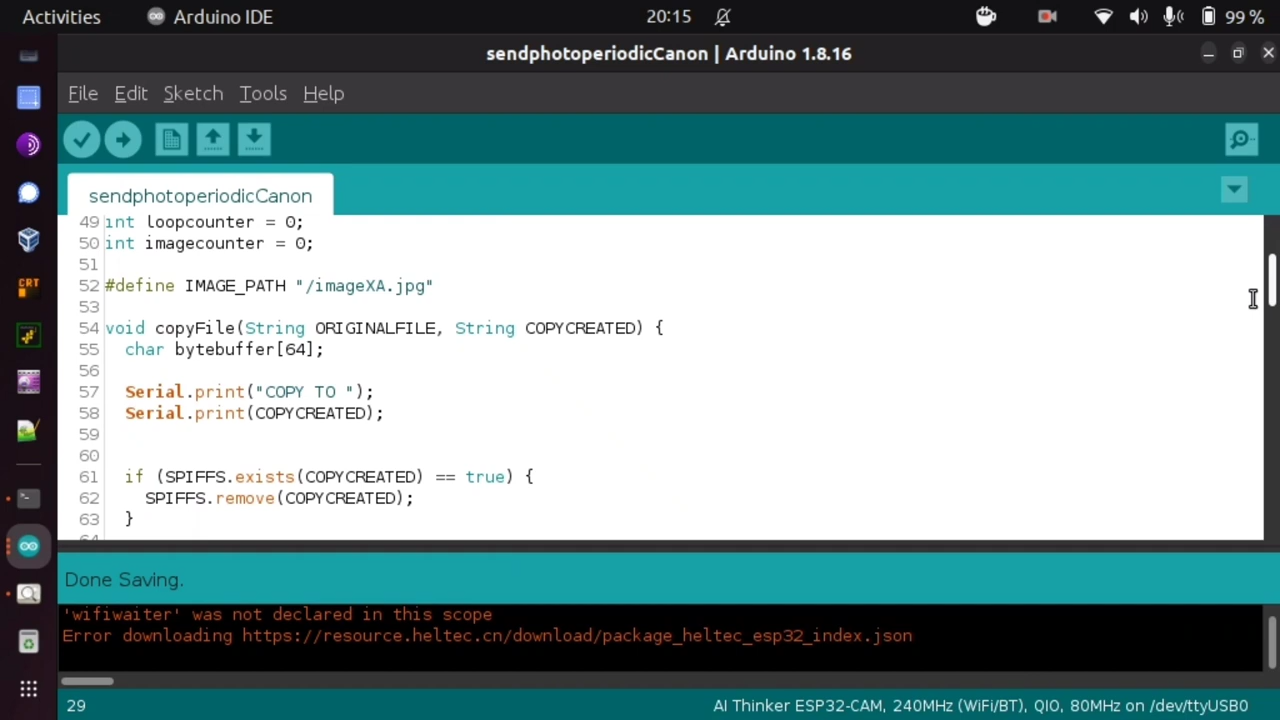 Activities Arduino IDE 20:15 99 %
sendphotoperiodicCanon | Arduino 1.8.16
File Edit Sketch Tools Help
sendphotoperiodicCanon
49 int loopcounter = 0;
50 int imagecounter = 0;
51
52 #define IMAGE_PATH "/imageXA.jpg"
53
54 void copyFile(String ORIGINALFILE, String COPYCREATED) {
55 char bytebuffer[64];
56
57 Serial.print("COPY TO ");
58 Serial.print(COPYCREATED);
59
60
61 if (SPIFFS.exists(COPYCREATED) == true) {
62 SPIFFS.remove(COPYCREATED);
63 }
64
CRT
Done Saving.
'wifiwaiter' was not declared in this scope
Error downloading https://resource.heltec.cn/download/package_heltec_esp32_index.json
29 AI Thinker ESP32-CAM, 240MHz (WiFi/BT), QIO, 80MHz on /dev/ttyUSB0